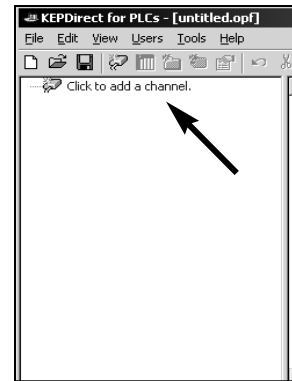 KEPDirect for PLCs - [untitled.opf]
File Edit View Users Tools Help
Click to add a channel.